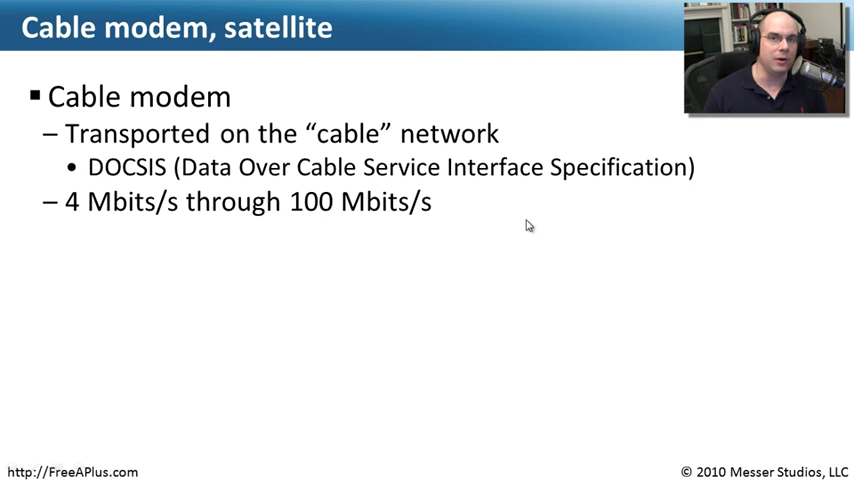 Cable modem, satellite
▪ Cable modem
– Transported on the “cable” network
• DOCSIS (Data Over Cable Service Interface Specification)
– 4 Mbits/s through 100 Mbits/s
http://FreeAPlus.com
© 2010 Messer Studios, LLC